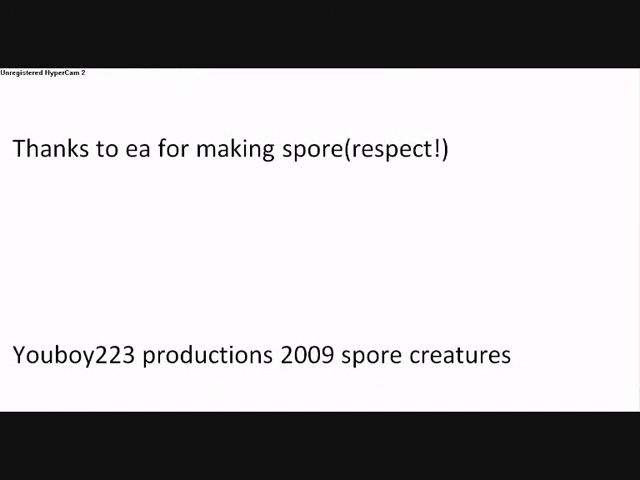 Unregistered HyperCam 2
Thanks to ea for making spore(respect!)
Youboy223 productions 2009 spore creatures